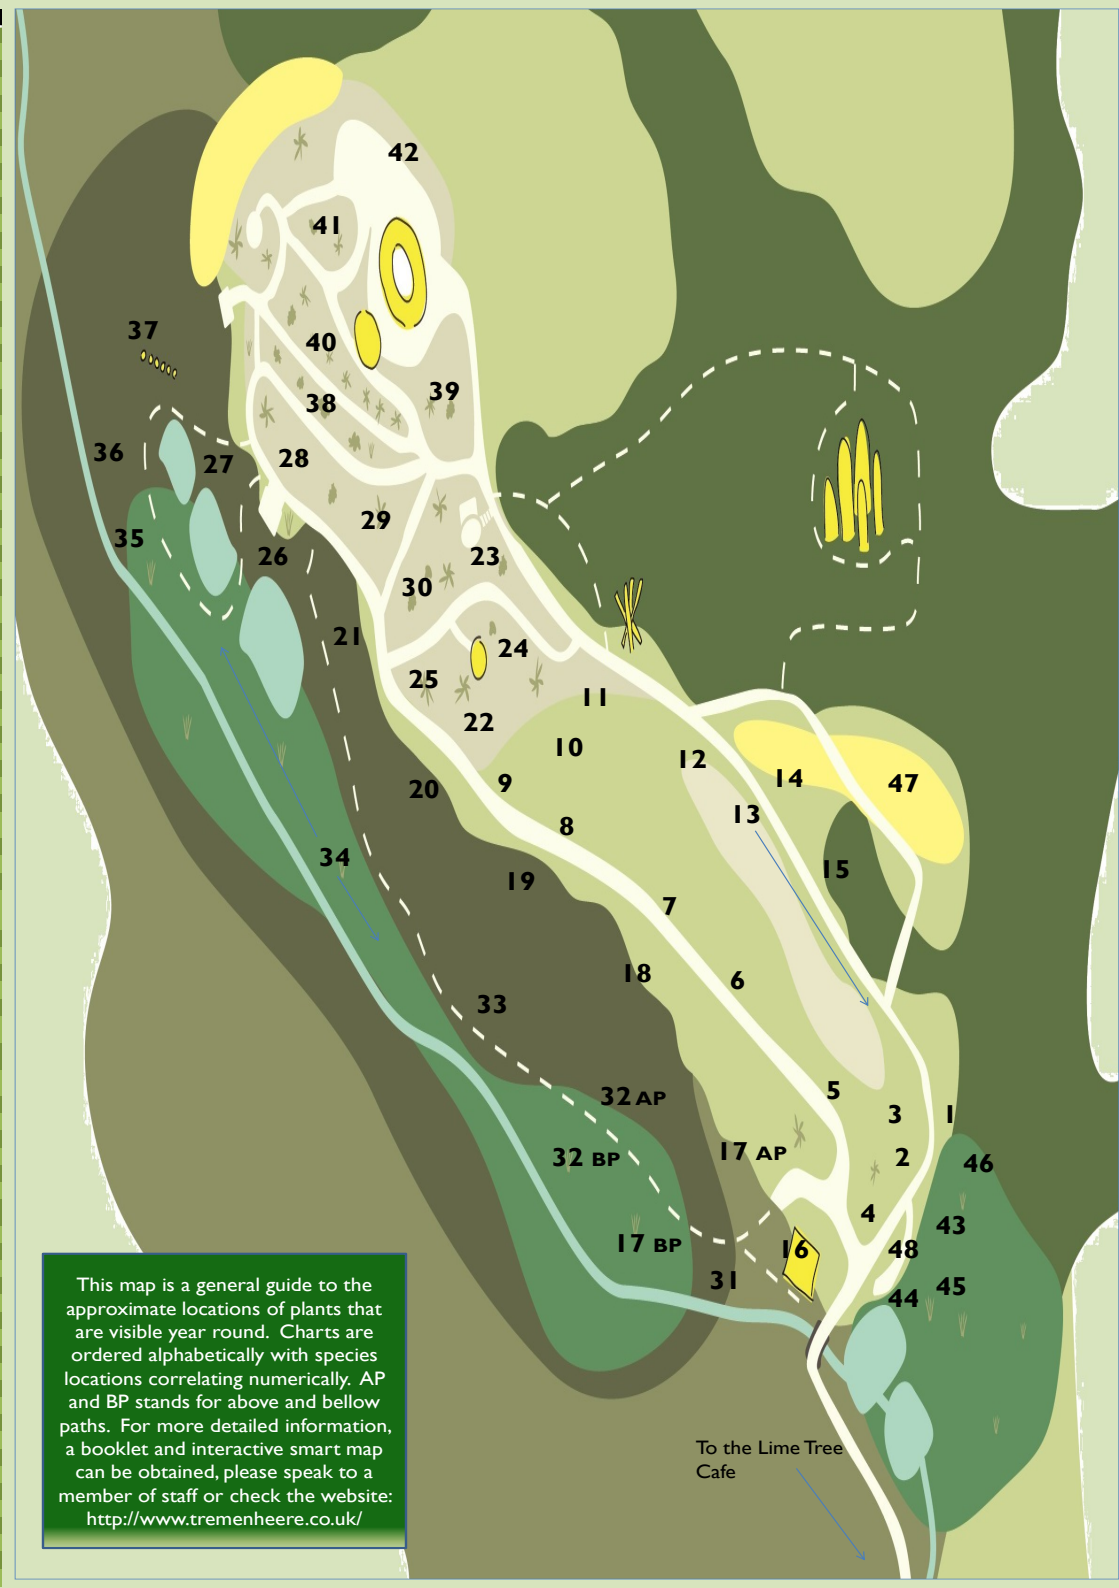 42
41
37
40
39
38
36
27
28
29
35
26
23
30
21
24
25
11
22
10
12
14
47
9
20
13
8
15
34
19
7
18
6
33
5
32 AP
3
1
17 AP
2
32 BP
46
4
43
17 BP
16
48
31
45
44
This map is a general guide to the
approximate locations of plants that
are visible year round. Charts are
ordered alphabetically with species
locations correlating numerically. AP
and BP stands for above and bellow
paths. For more detailed information,
a booklet and interactive smart map
can be obtained, please speak to a
member of staff or check the website:
http://www.tremenheere.co.uk/
To the Lime Tree
Cafe